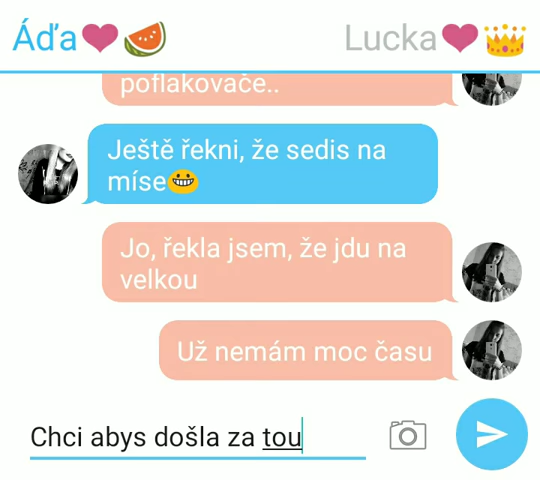 Áďa❤🍉
Lucka❤👑
poflakovače..
Ještě řekni, že sedis na
míse😀
Jo, řekla jsem, že jdu na
velkou
Už nemám moc času
Chci abys došla za tou